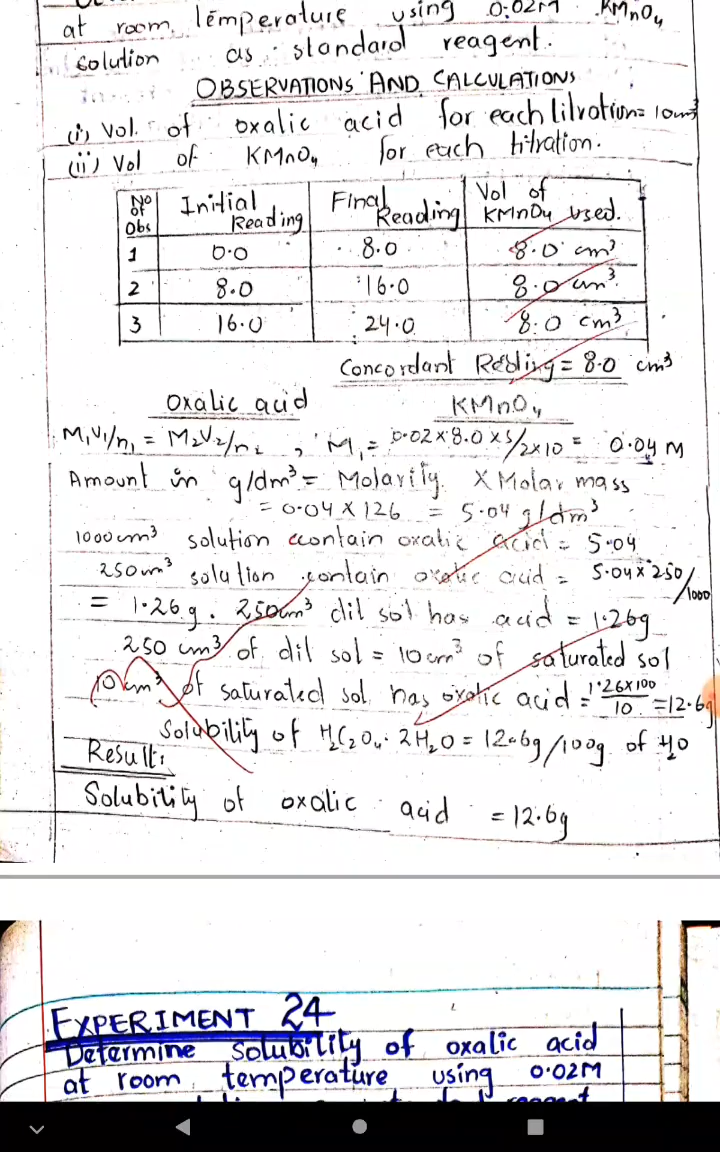 at room lemperature using 0.02M KMnO4
solution as standard reagent.
OBSERVATIONS AND CALCULATIONS
(i) Vol. of oxalic acid for each litration= 10cm3
(ii) Vol of KMnO4 for each titration.
No of Obs Initial Reading Final Reading Vol of KMnO4 used.
1 0.0 8.0 8.0 cm3
2 8.0 16.0 8.0 cm3.
3 16.0 24.0 8.0 cm3
Concordant Reading = 8.0 cm3
Oxalic acid KMnO4
M1V1/n1 = M2V2/n2 , M1 = 0.02×8.0×5/2×10 = 0.04 M
Amount in g/dm3 = Molarity × Molar mass
= 0.04 × 126 = 5.04 g/dm3
1000cm3 solution contain oxalic acid = 5.04
250cm3 solution contain oxalic acid = 5.04×250/1000
= 1.26g. 250cm3 dil sol has acid = 1.26g
250 cm3 of dil sol = 10cm3 of saturated sol
10cm3 of saturated sol has oxalic acid = 1.26×100/10 = 12.6g
Solubility of H2C2O4. 2H2O = 12.6g/100g of H2O
Result:
Solubility of oxalic acid = 12.6g
EXPERIMENT 24
Determine solubility of oxalic acid
at room temperature using 0.02M